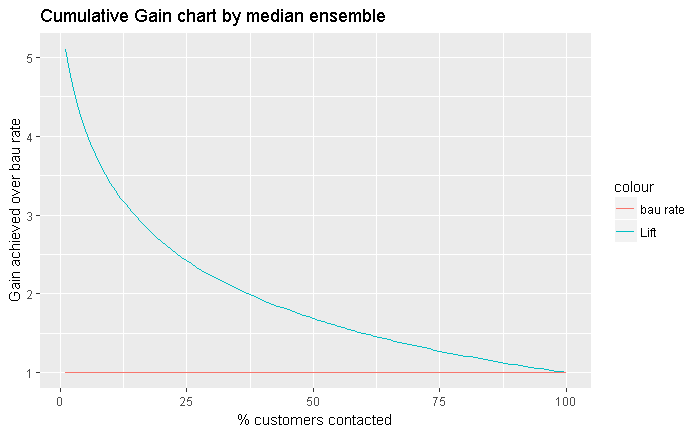 Cumulative Gain chart by median ensemble
Gain achieved over bau rate
5
4
3
2
1
0
25
50
75
100
% customers contacted
colour
bau rate
Lift